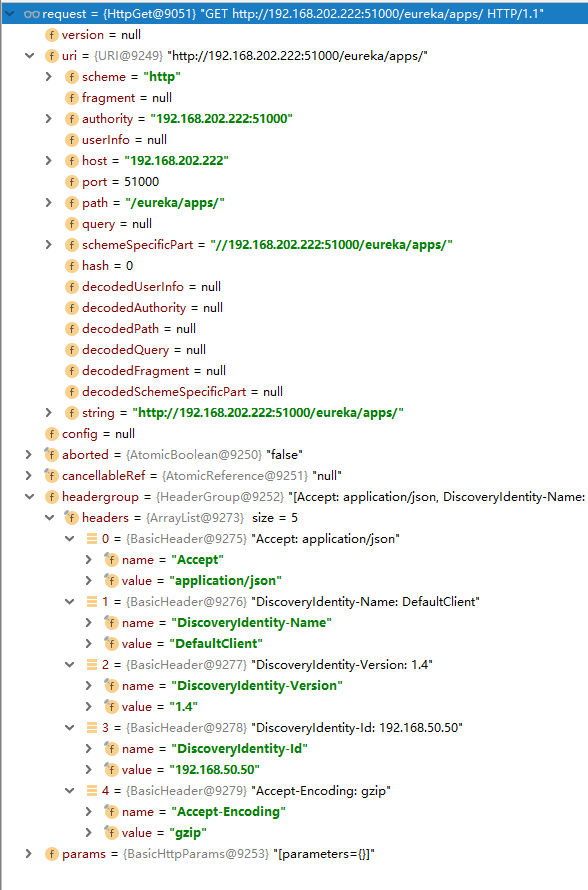 request = {HttpGet@9051} "GET http://192.168.202.222:51000/eureka/apps/ HTTP/1.1"
f version = null
f uri = {URI@9249} "http://192.168.202.222:51000/eureka/apps/"
f scheme = "http"
f fragment = null
f authority = "192.168.202.222:51000"
f userInfo = null
f host = "192.168.202.222"
f port = 51000
f path = "/eureka/apps/"
f query = null
f schemeSpecificPart = "//192.168.202.222:51000/eureka/apps/"
f hash = 0
f decodedUserInfo = null
f decodedAuthority = null
f decodedPath = null
f decodedQuery = null
f decodedFragment = null
f decodedSchemeSpecificPart = null
f string = "http://192.168.202.222:51000/eureka/apps/"
f config = null
f aborted = {AtomicBoolean@9250} "false"
f cancellableRef = {AtomicReference@9251} "null"
f headergroup = {HeaderGroup@9252} "[Accept: application/json, DiscoveryIdentity-Name:
f headers = {ArrayList@9273} size = 5
0 = {BasicHeader@9275} "Accept: application/json"
f name = "Accept"
f value = "application/json"
1 = {BasicHeader@9276} "DiscoveryIdentity-Name: DefaultClient"
f name = "DiscoveryIdentity-Name"
f value = "DefaultClient"
2 = {BasicHeader@9277} "DiscoveryIdentity-Version: 1.4"
f name = "DiscoveryIdentity-Version"
f value = "1.4"
3 = {BasicHeader@9278} "DiscoveryIdentity-Id: 192.168.50.50"
f name = "DiscoveryIdentity-Id"
f value = "192.168.50.50"
4 = {BasicHeader@9279} "Accept-Encoding: gzip"
f name = "Accept-Encoding"
f value = "gzip"
f params = {BasicHttpParams@9253} "[parameters={}]"